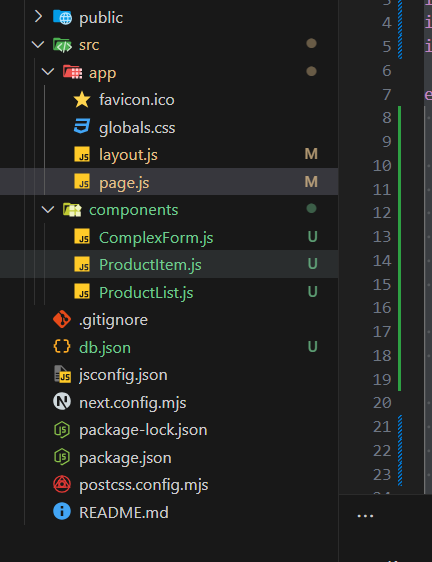 public
src
app
favicon.ico
globals.css
layout.js M
page.js M
components
ComplexForm.js U
ProductItem.js U
ProductList.js U
.gitignore
db.json U
jsconfig.json
next.config.mjs
package-lock.json
package.json
postcss.config.mjs
README.md
4 i
5 i
6
7 e
8
9
10
11
12
13
14
15
16
17
18
19
20
21
22
23
...